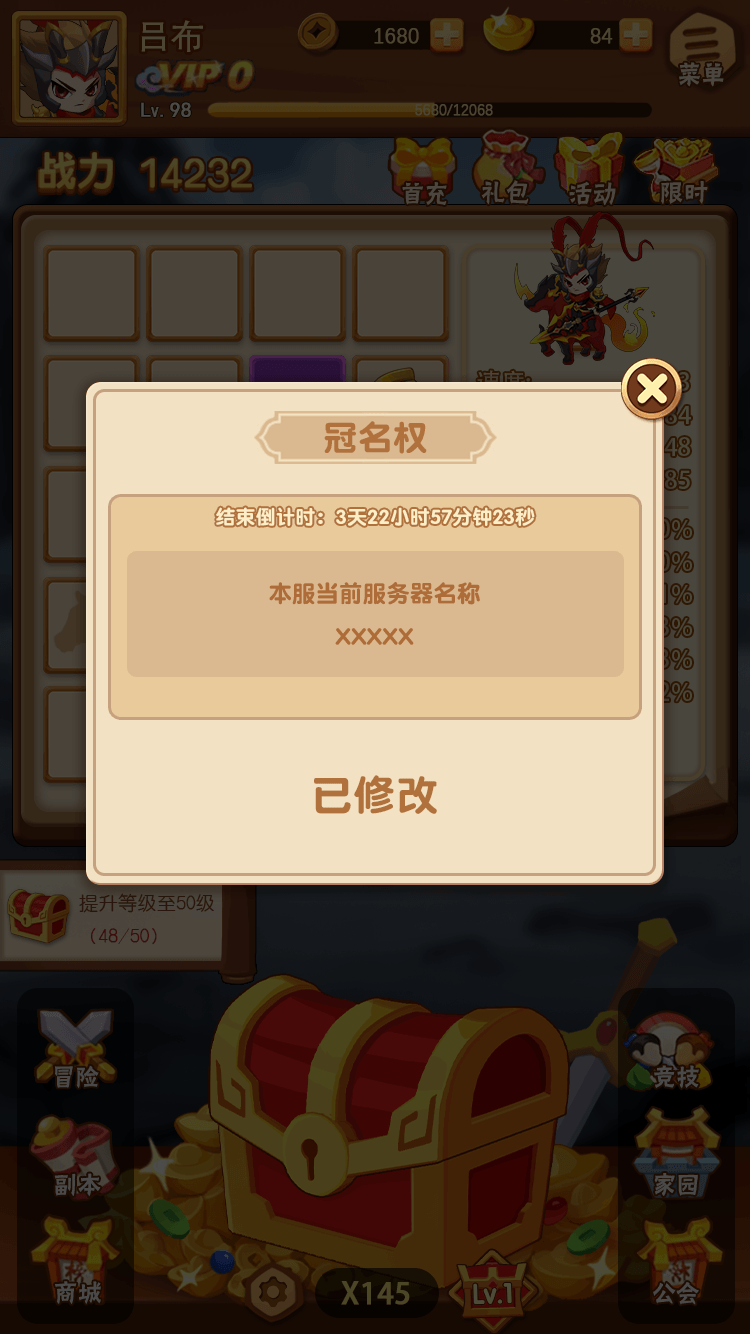 吕布
1680
84
菜单
VIP 0
Lv. 98
5680/12068
战力 14232
首充
礼包
活动
限时
速度:
冠名权
结束倒计时：3天22小时57分钟23秒
本服当前服务器名称
XXXXX
已修改
提升等级至50级
（48/50）
冒险
竞技
副本
家园
商城
公会
X145
Lv.1